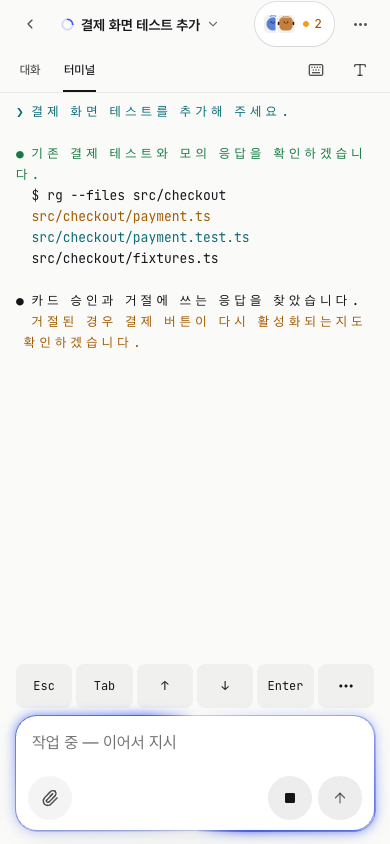 결제 화면 테스트 추가
2
대화 터미널
❯ 결제 화면 테스트를 추가해 주세요.
● 기존 결제 테스트와 모의 응답을 확인하겠습니
다.
$ rg --files src/checkout
src/checkout/payment.ts
src/checkout/payment.test.ts
src/checkout/fixtures.ts
● 카드 승인과 거절에 쓰는 응답을 찾았습니다.
거절된 경우 결제 버튼이 다시 활성화되는지도
확인하겠습니다.
Esc Tab ↑ ↓ Enter •••
작업 중 — 이어서 지시